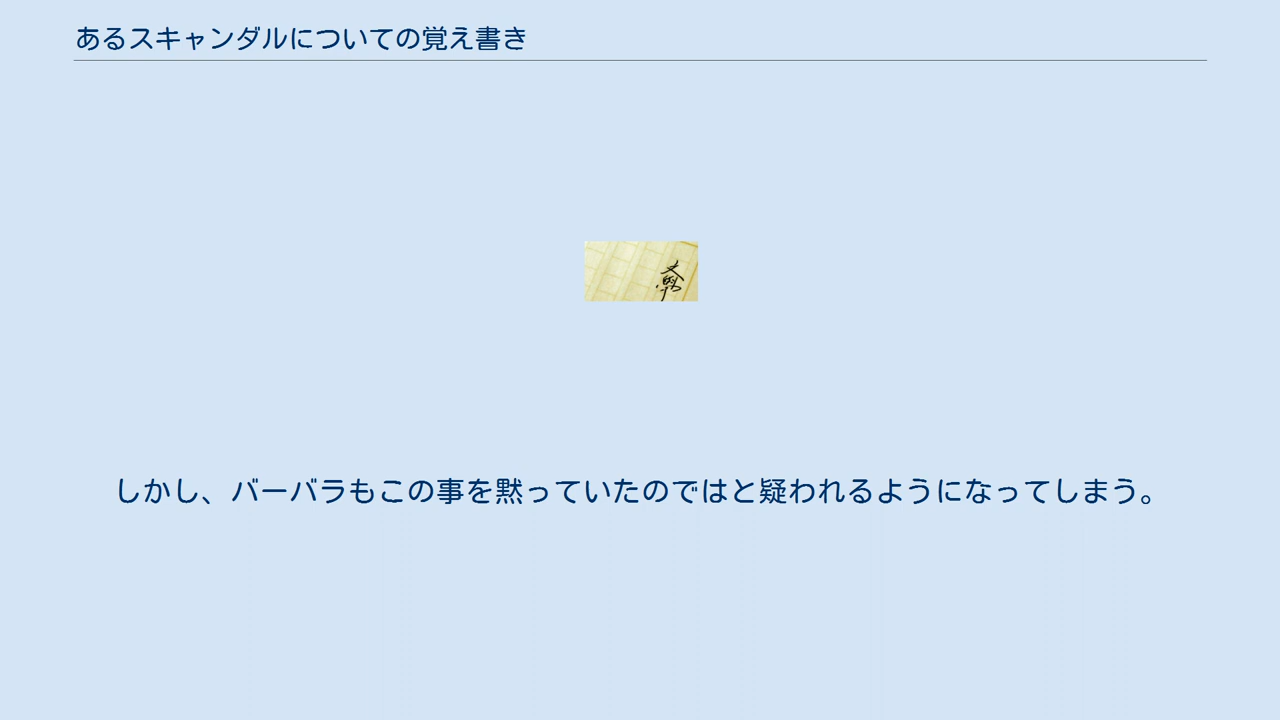 あるスキャンダルについての覚え書き
しかし、バーバラもこの事を黙っていたのではと疑われるようになってしまう。